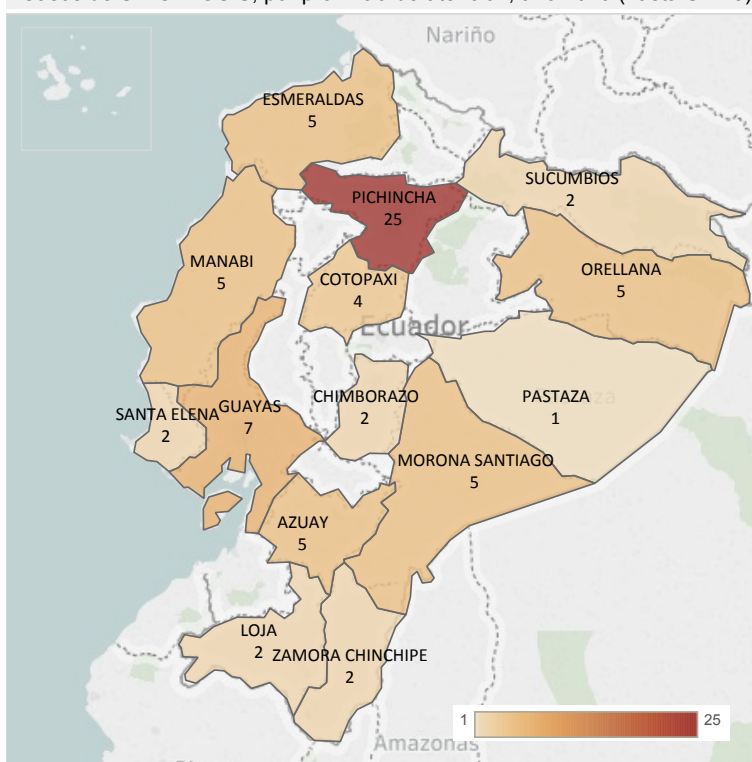 Nariño
ESMERALDAS
5
SUCUMBIOS
2
PICHINCHA
25
MANABI
5
ORELLANA
5
COTOPAXI
4
Ecuador
CHIMBORAZO
2
PASTAZA
1
SANTA ELENA
2
GUAYAS
7
MORONA SANTIAGO
5
AZUAY
5
LOJA
2
ZAMORA CHINCHIPE
2
1
25
Amazonas